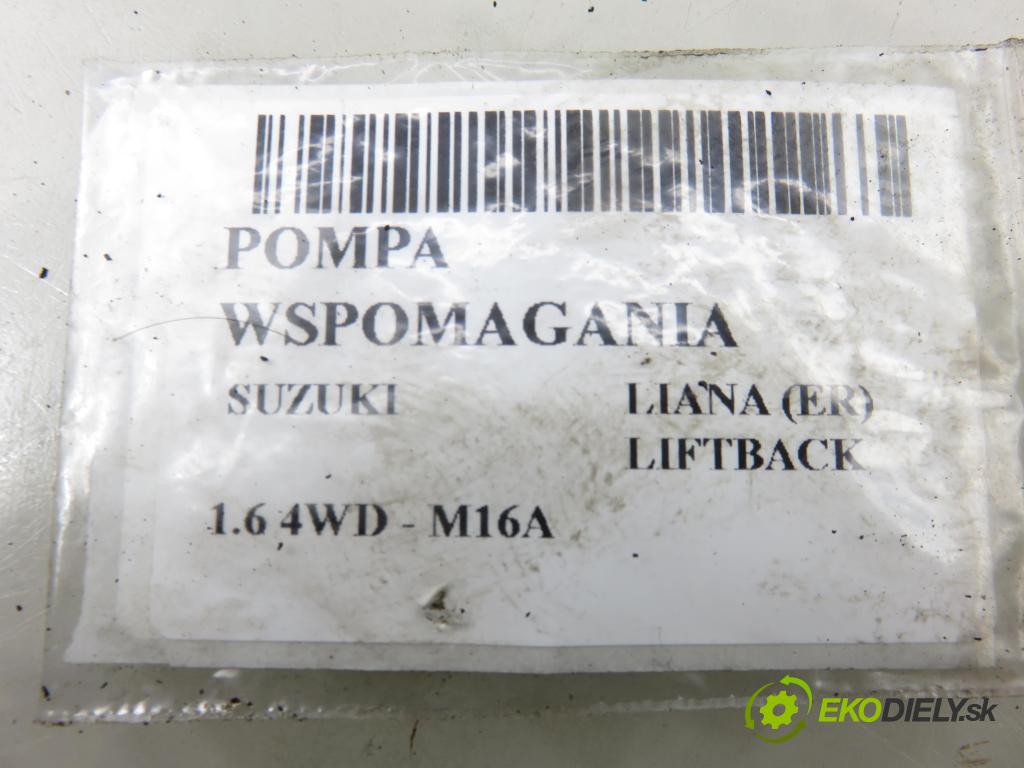 POMPA
WSPOMAGANIA
SUZUKI LIANA (ER)
LIFTBACK
1.6 4WD - M16A
EKODIELY.sk